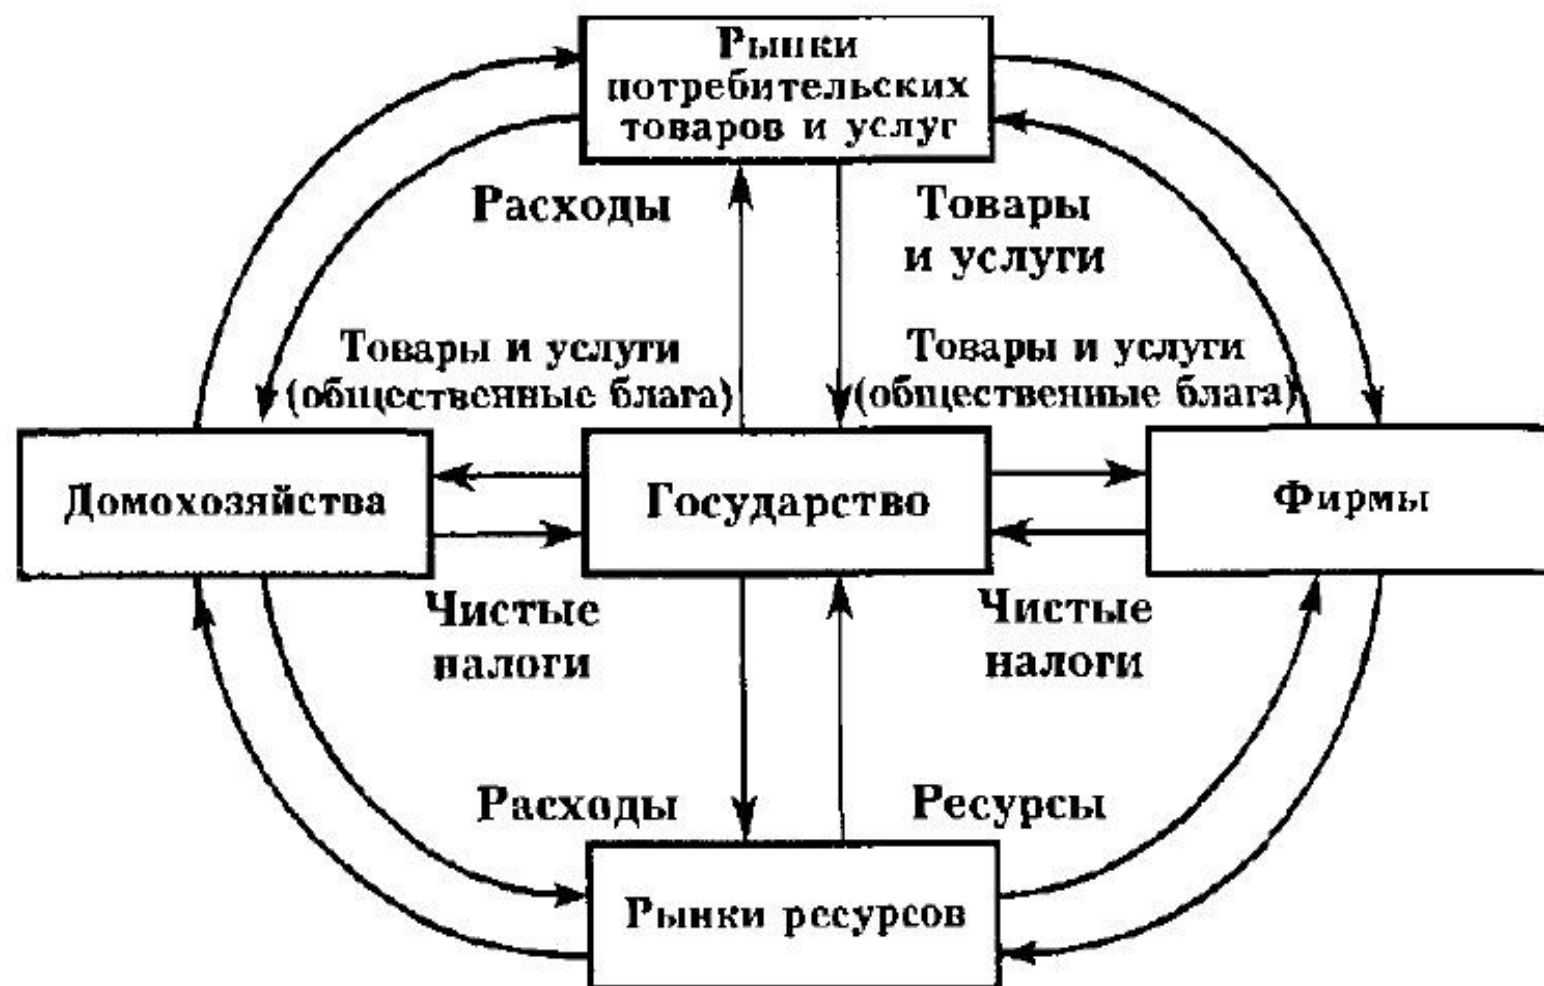 Рынки
потребительских
товаров и услуг
Расходы
Товары
и услуги
Товары и услуги
(общественные блага)
Товары и услуги
(общественные блага)
Домохозяйства
Государство
Фирмы
Чистые
налоги
Чистые
налоги
Расходы
Ресурсы
Рынки ресурсов